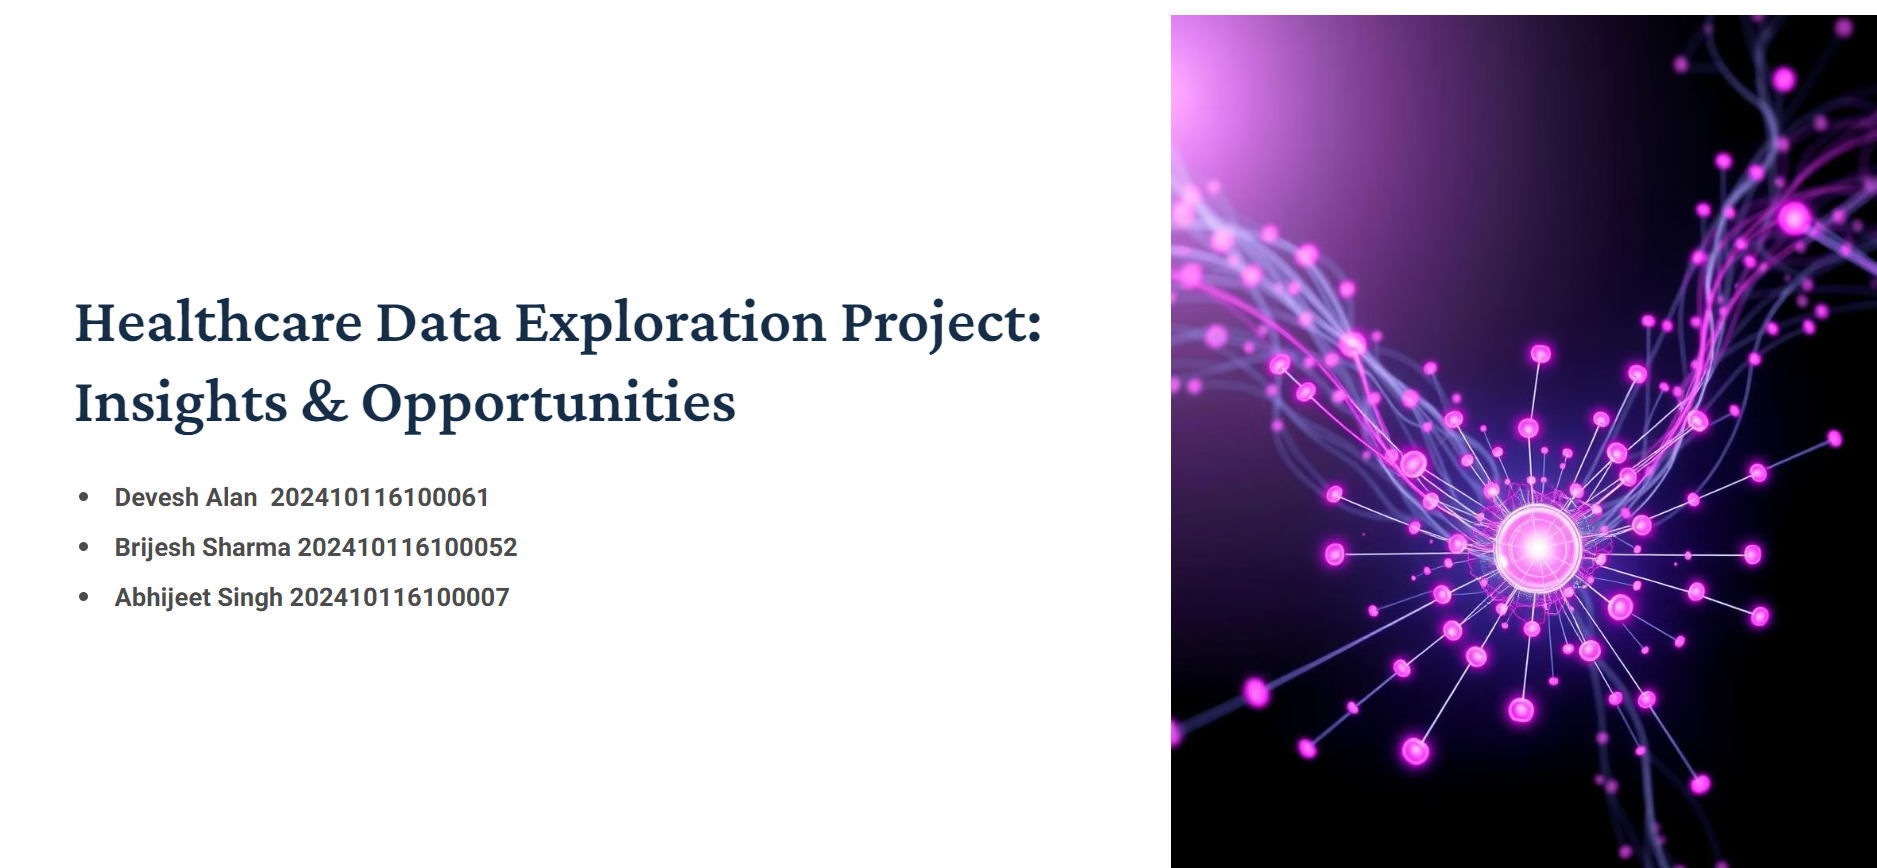 Healthcare Data Exploration Project:
Insights & Opportunities
• Devesh Alan  202410116100061
• Brijesh Sharma 202410116100052
• Abhijeet Singh 202410116100007